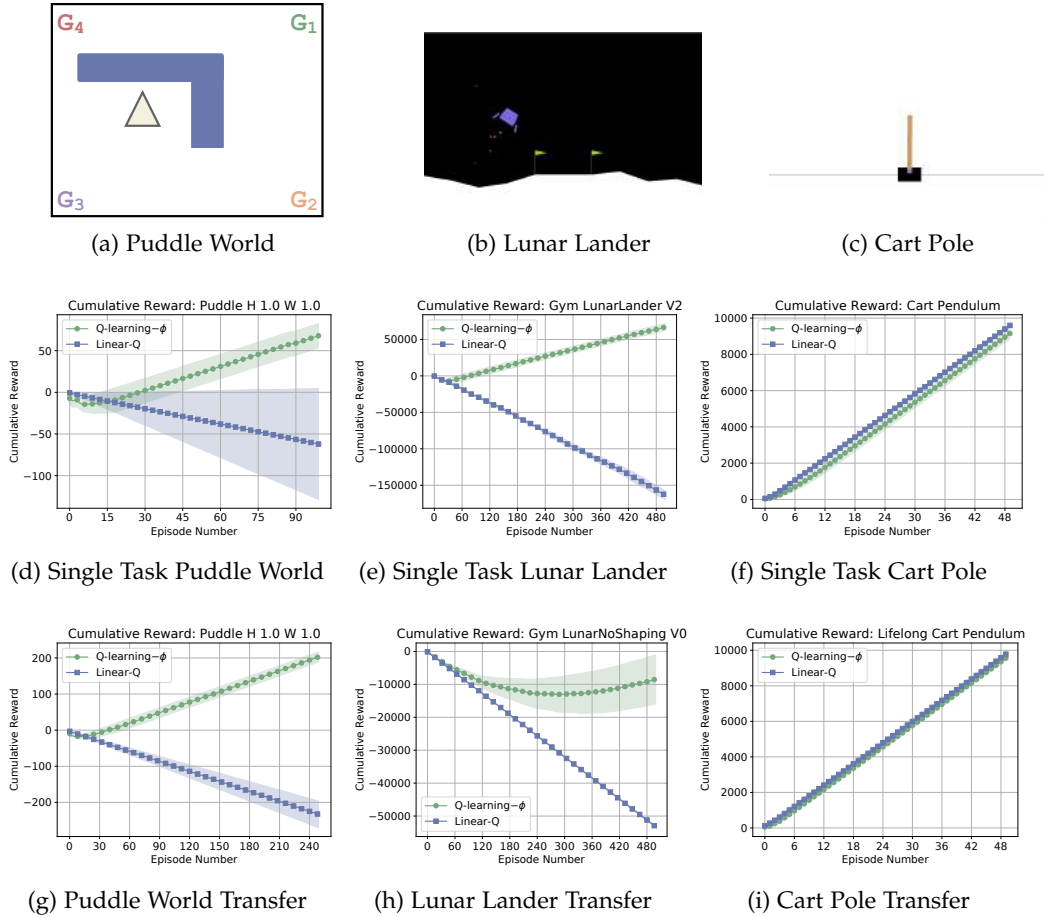 G4 G1
G3 G2
(a) Puddle World
(b) Lunar Lander
(c) Cart Pole
Cumulative Reward: Puddle H 1.0 W 1.0
Q-learning-ϕ
Linear-Q
50
0
−50
−100
Cumulative Reward
0 15 30 45 60 75 90
Episode Number
(d) Single Task Puddle World
Cumulative Reward: Gym LunarLander V2
Q-learning-ϕ
Linear-Q
50000
0
−50000
−100000
−150000
Cumulative Reward
0 60 120 180 240 300 360 420 480
Episode Number
(e) Single Task Lunar Lander
Cumulative Reward: Cart Pendulum
Q-learning-ϕ
Linear-Q
10000
8000
6000
4000
2000
0
Cumulative Reward
0 6 12 18 24 30 36 42 48
Episode Number
(f) Single Task Cart Pole
Cumulative Reward: Puddle H 1.0 W 1.0
Q-learning-ϕ
Linear-Q
200
100
0
−100
−200
Cumulative Reward
0 30 60 90 120 150 180 210 240
Episode Number
(g) Puddle World Transfer
Cumulative Reward: Gym LunarNoShaping V0
0
−10000
−20000
−30000
−40000
−50000
Cumulative Reward
Q-learning-ϕ
Linear-Q
0 60 120 180 240 300 360 420 480
Episode Number
(h) Lunar Lander Transfer
Cumulative Reward: Lifelong Cart Pendulum
Q-learning-ϕ
Linear-Q
10000
8000
6000
4000
2000
0
Cumulative Reward
0 6 12 18 24 30 36 42 48
Episode Number
(i) Cart Pole Transfer